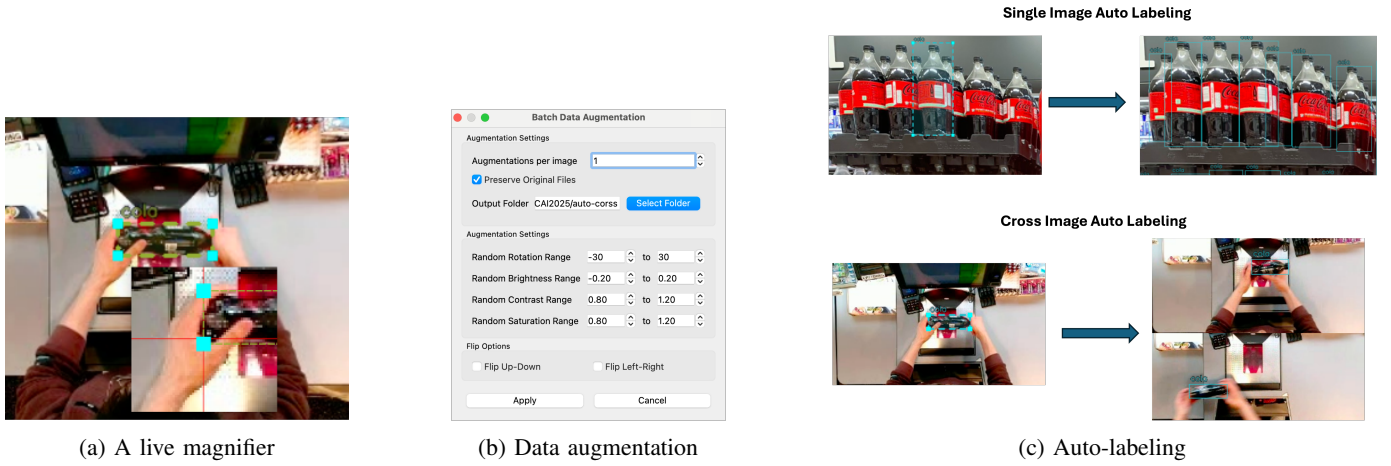 colo
(a) A live magnifier
Batch Data Augmentation
Augmentation Settings
Augmentations per image 1
Preserve Original Files
Output Folder CAI2025/auto-corss Select Folder
Augmentation Settings
Random Rotation Range -30 to 30
Random Brightness Range -0.20 to 0.20
Random Contrast Range 0.80 to 1.20
Random Saturation Range 0.80 to 1.20
Flip Options
Flip Up-Down Flip Left-Right
Apply Cancel
(b) Data augmentation
Single Image Auto Labeling
Cross Image Auto Labeling
(c) Auto-labeling